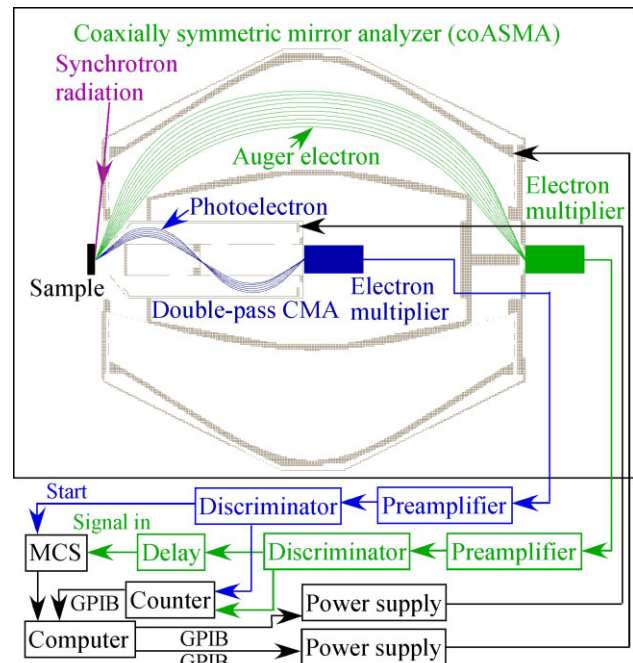 Coaxially symmetric mirror analyzer (coASMA)
Synchrotron
radiation
Auger electron
Electron
multiplier
Photoelectron
Sample
Double-pass CMA
Electron
multiplier
Start
Discriminator
Preamplifier
Signal in
MCS
Delay
Discriminator
Preamplifier
GPIB
Counter
Power supply
Computer
GPIB
Power supply
GPIB